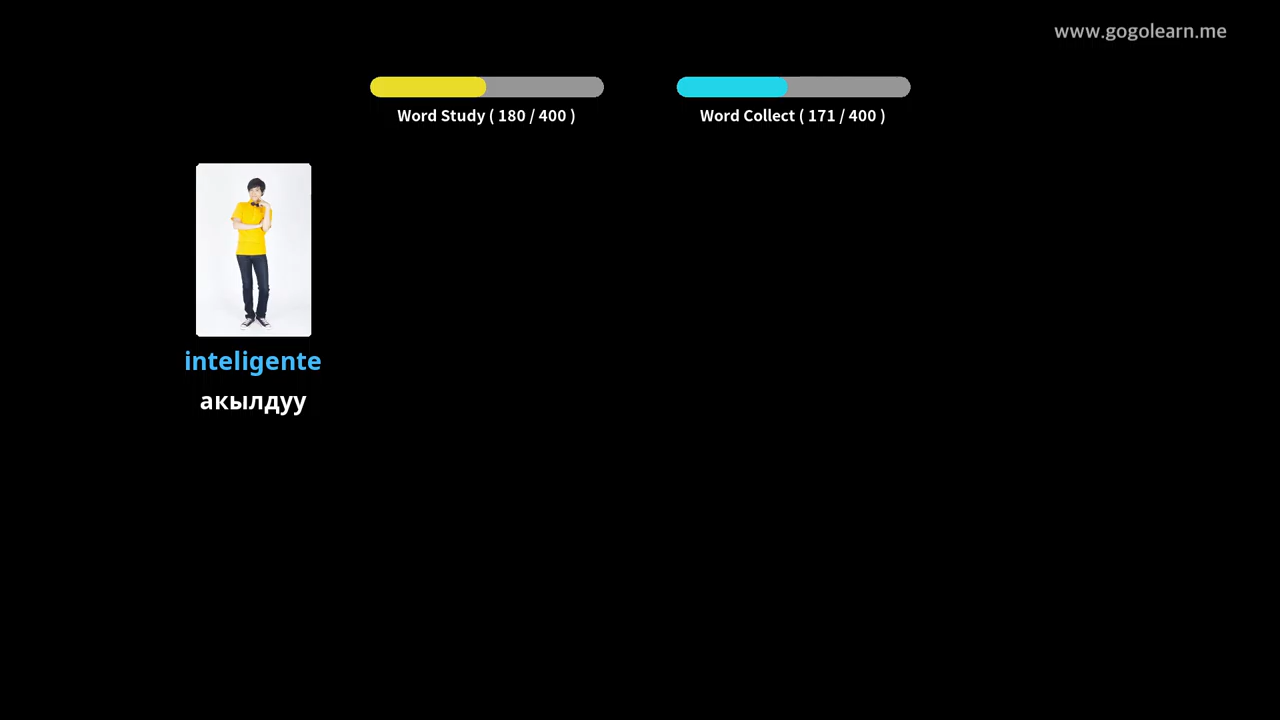 www.gogolearn.me
Word Study ( 180 / 400 )
Word Collect ( 171 / 400 )
inteligente
акылдуу